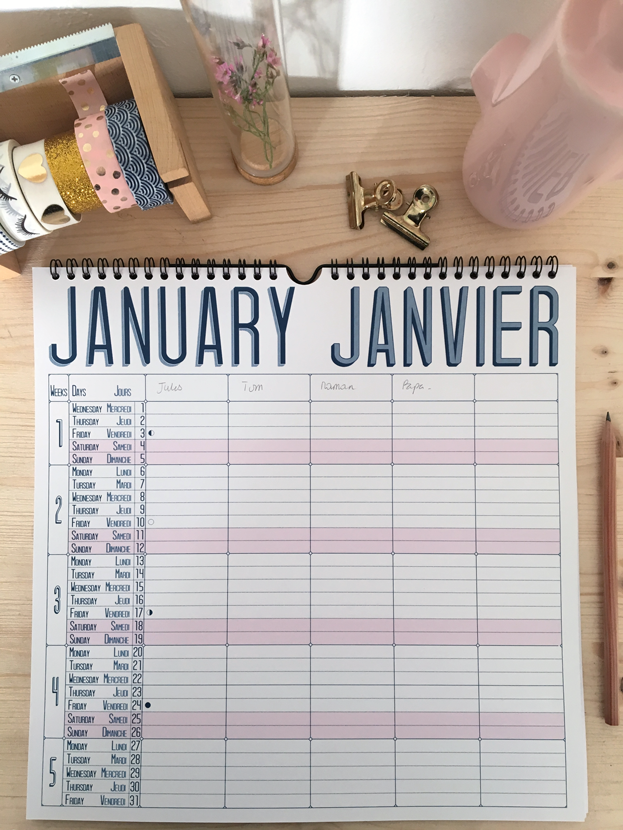 JANUARY JANVIER
WEEKS DAYS JOURS Jules Tom Maman Papa.
1
WEDNESDAY MERCREDI 1
THURSDAY JEUDI 2
FRIDAY VENDREDI 3
SATURDAY SAMEDI 4
SUNDAY DIMANCHE 5
2
MONDAY LUNDI 6
TUESDAY MARDI 7
WEDNESDAY MERCREDI 8
THURSDAY JEUDI 9
FRIDAY VENDREDI 10
SATURDAY SAMEDI 11
SUNDAY DIMANCHE 12
3
MONDAY LUNDI 13
TUESDAY MARDI 14
WEDNESDAY MERCREDI 15
THURSDAY JEUDI 16
FRIDAY VENDREDI 17
SATURDAY SAMEDI 18
SUNDAY DIMANCHE 19
4
MONDAY LUNDI 20
TUESDAY MARDI 21
WEDNESDAY MERCREDI 22
THURSDAY JEUDI 23
FRIDAY VENDREDI 24
SATURDAY SAMEDI 25
SUNDAY DIMANCHE 26
5
MONDAY LUNDI 27
TUESDAY MARDI 28
WEDNESDAY MERCREDI 29
THURSDAY JEUDI 30
FRIDAY VENDREDI 31